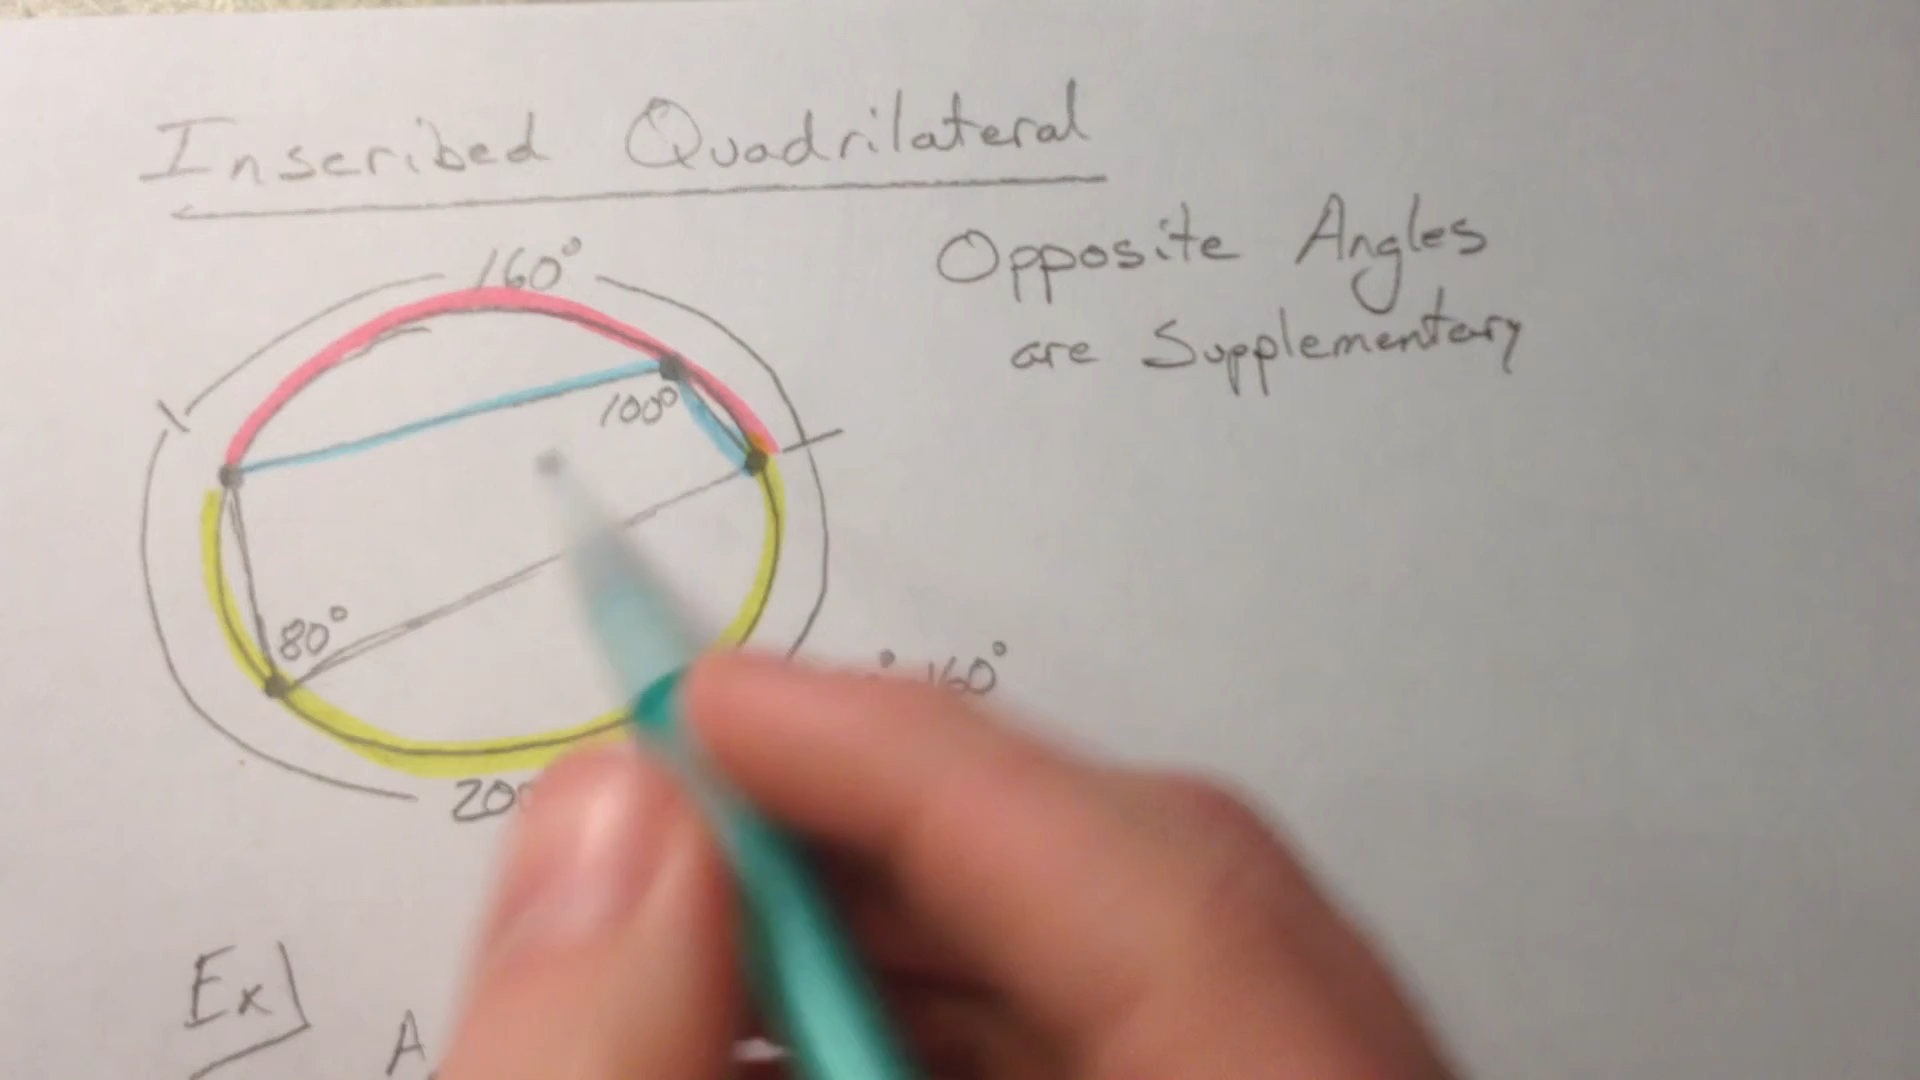 Inscribed Quadrilateral
Opposite Angles
are Supplementary
160°
100°
80°
160°
Ex)
A